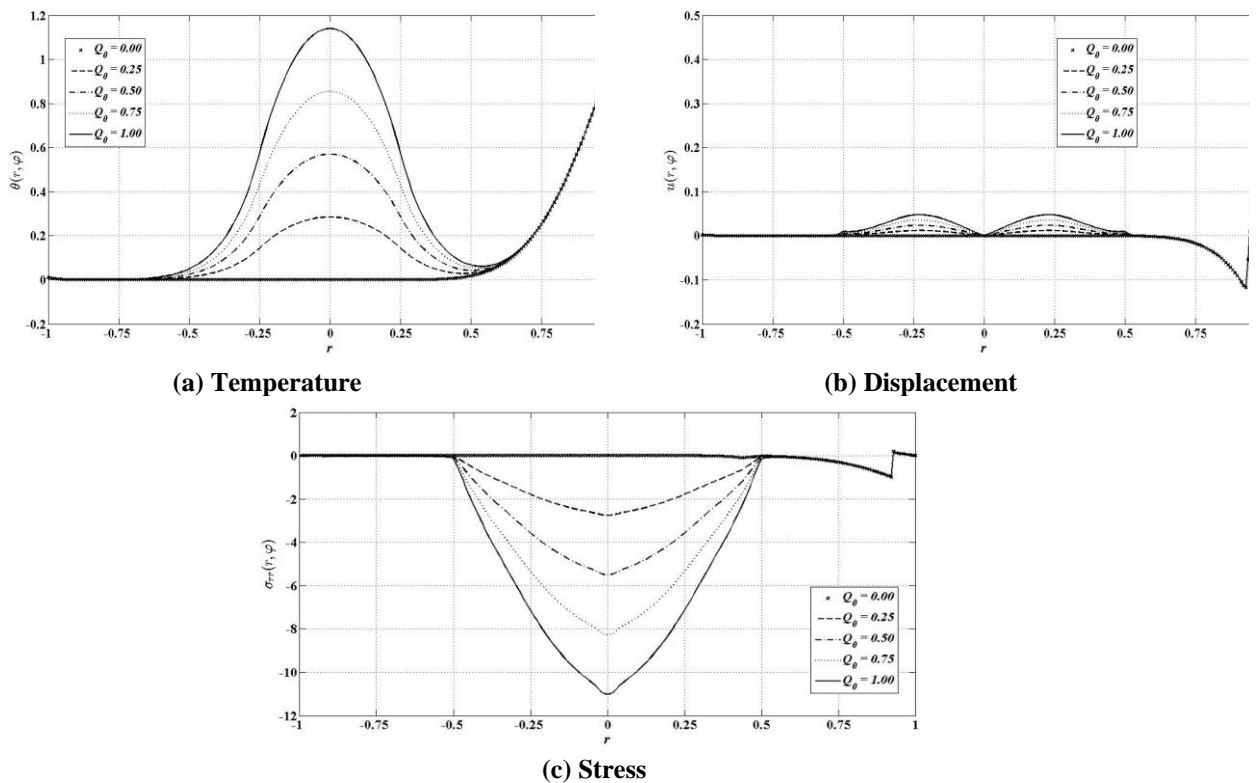 1.2
1
0.8
0.6
0.4
0.2
0
-0.2
θ(r, φ)
Q₀ = 0.00
Q₀ = 0.25
Q₀ = 0.50
Q₀ = 0.75
Q₀ = 1.00
-1 -0.75 -0.5 -0.25 0 0.25 0.5 0.75
r
(a) Temperature
0.5
0.4
0.3
0.2
0.1
0
-0.1
-0.5
u(r, φ)
Q₀ = 0.00
Q₀ = 0.25
Q₀ = 0.50
Q₀ = 0.75
Q₀ = 1.00
-1 -0.75 -0.5 -0.25 0 0.25 0.5 0.75
r
(b) Displacement
2
0
-2
-4
-6
-8
-10
-12
σrr(r, φ)
Q₀ = 0.00
Q₀ = 0.25
Q₀ = 0.50
Q₀ = 0.75
Q₀ = 1.00
-1 -0.75 -0.5 -0.25 0 0.25 0.5 0.75 1
r
(c) Stress